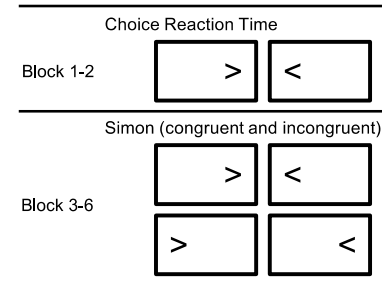 Choice Reaction Time
Block 1-2
> <
Simon (congruent and incongruent)
> <
Block 3-6
> <